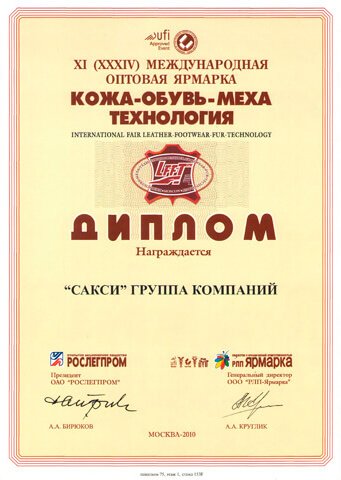 ufi
Approved
Event
XI (XXXIV) МЕЖДУНАРОДНАЯ
ОПТОВАЯ ЯРМАРКА
КОЖА-ОБУВЬ-МЕХА
ТЕХНОЛОГИЯ
INTERNATIONAL FAIR LEATHER-FOOTWEAR-FUR-TECHNOLOGY
LFFT
ДИПЛОМ
Награждается
“САКСИ” ГРУППА КОМПАНИЙ
РОСЛЕГПРОМ
РЛП ЯРМАРКА
Президент
ОАО “РОСЛЕГПРОМ”
Генеральный директор
ООО “РЛП-Ярмарка”
А.А. БИРЮКОВ
А.А. КРУГЛИК
МОСКВА-2010
павильон 75, этаж 1, стенд 153В